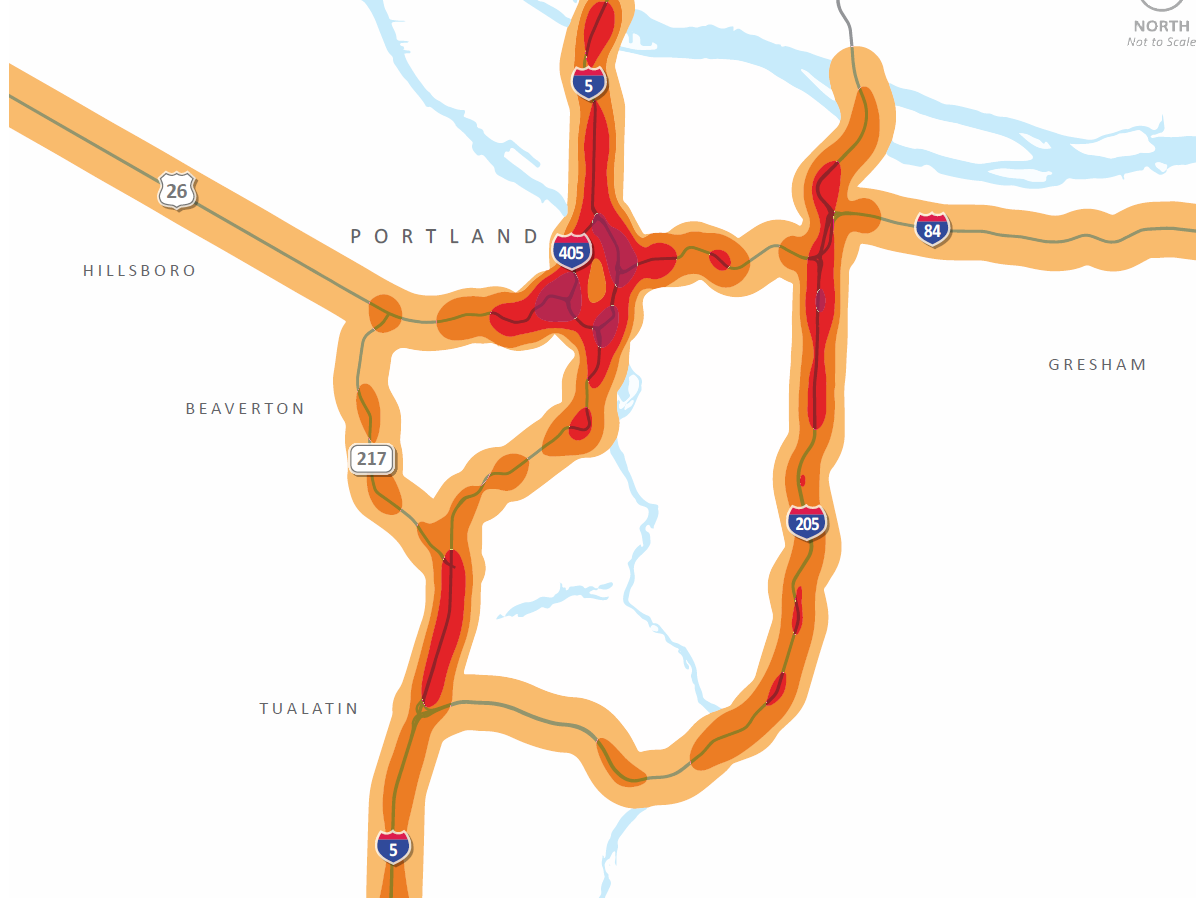 NORTH
Not to Scale
5
26
PORTLAND
405
84
HILLSBORO
GRESHAM
BEAVERTON
217
205
TUALATIN
5